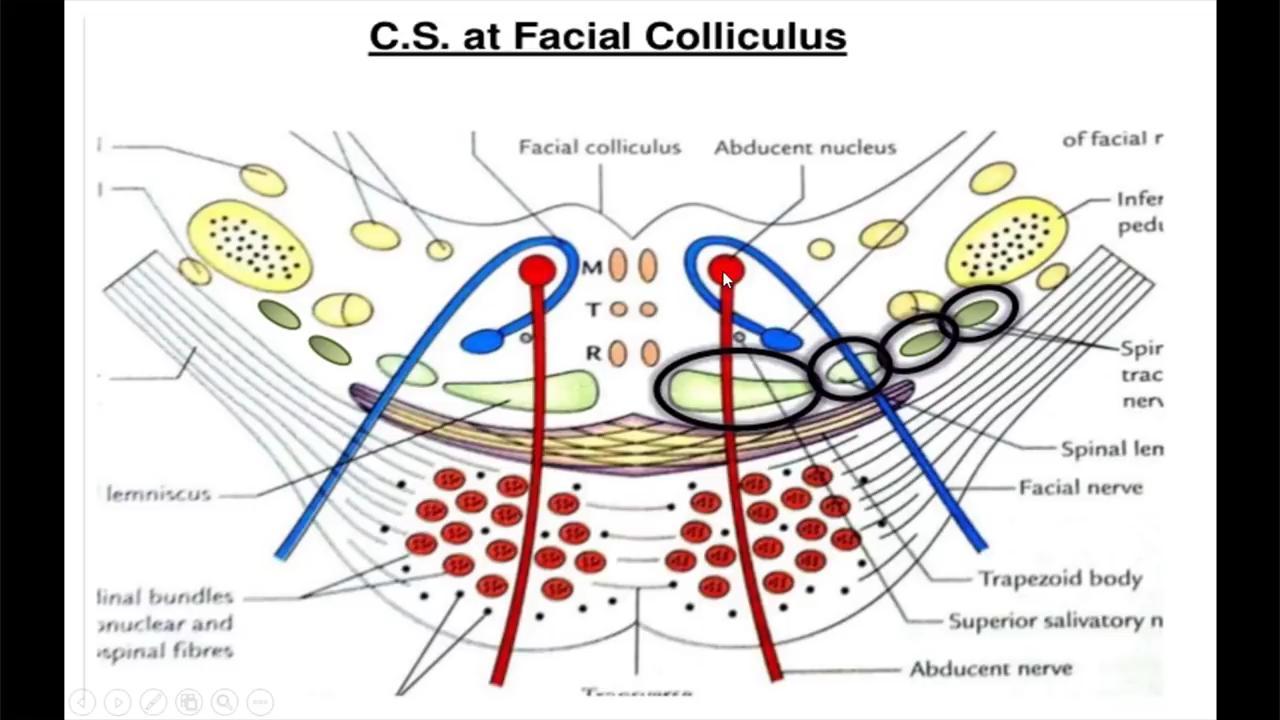 C.S. at Facial Colliculus
Facial colliculus
Abducent nucleus
of facial r
Infer
M
T
R
Spir
trac
nerv
Spinal len
lemniscus
Facial nerve
Trapezoid body
linal bundles
onuclear and
spinal fibres
Superior salivatory n
Abducent nerve